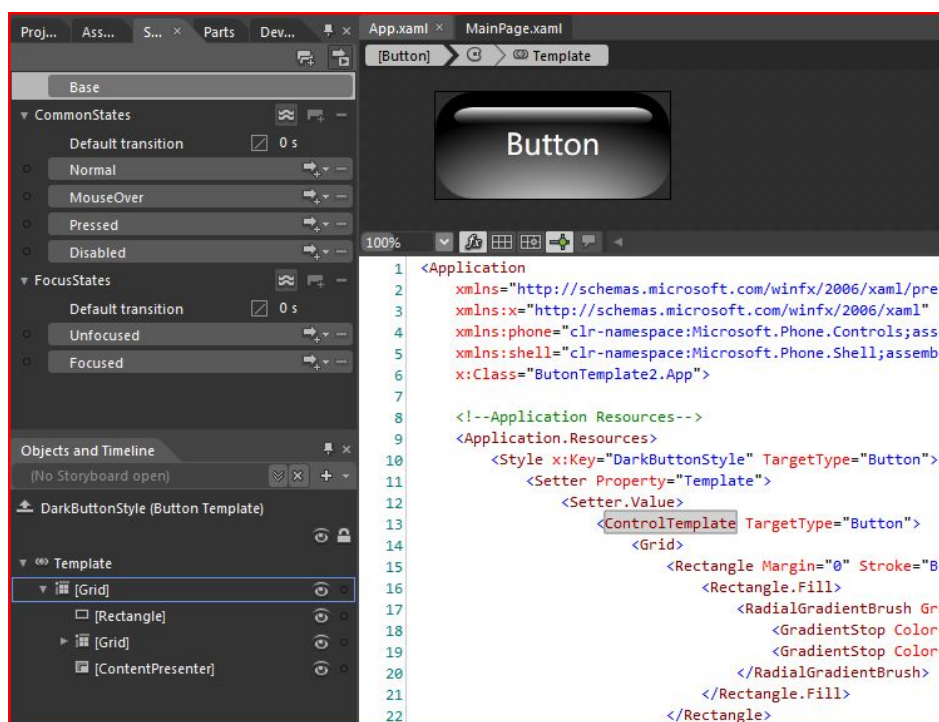 Proj... Ass... S... × Parts Dev...
Base
CommonStates
Default transition 0 s
Normal
MouseOver
Pressed
Disabled
FocusStates
Default transition 0 s
Unfocused
Focused
Objects and Timeline
(No Storyboard open)
DarkButtonStyle (Button Template)
Template
[Grid]
[Rectangle]
[Grid]
[ContentPresenter]
App.xaml × MainPage.xaml
[Button] Template
Button
100%
1 <Application
2 xmlns="http://schemas.microsoft.com/winfx/2006/xaml/pre
3 xmlns:x="http://schemas.microsoft.com/winfx/2006/xaml"
4 xmlns:phone="clr-namespace:Microsoft.Phone.Controls;ass
5 xmlns:shell="clr-namespace:Microsoft.Phone.Shell;assemb
6 x:Class="ButonTemplate2.App">
7
8 <!--Application Resources-->
9 <Application.Resources>
10 <Style x:Key="DarkButtonStyle" TargetType="Button">
11 <Setter Property="Template">
12 <Setter.Value>
13 <ControlTemplate TargetType="Button">
14 <Grid>
15 <Rectangle Margin="0" Stroke="B
16 <Rectangle.Fill>
17 <RadialGradientBrush Gr
18 <GradientStop Color
19 <GradientStop Color
20 </RadialGradientBrush>
21 </Rectangle.Fill>
22 </Rectangle>